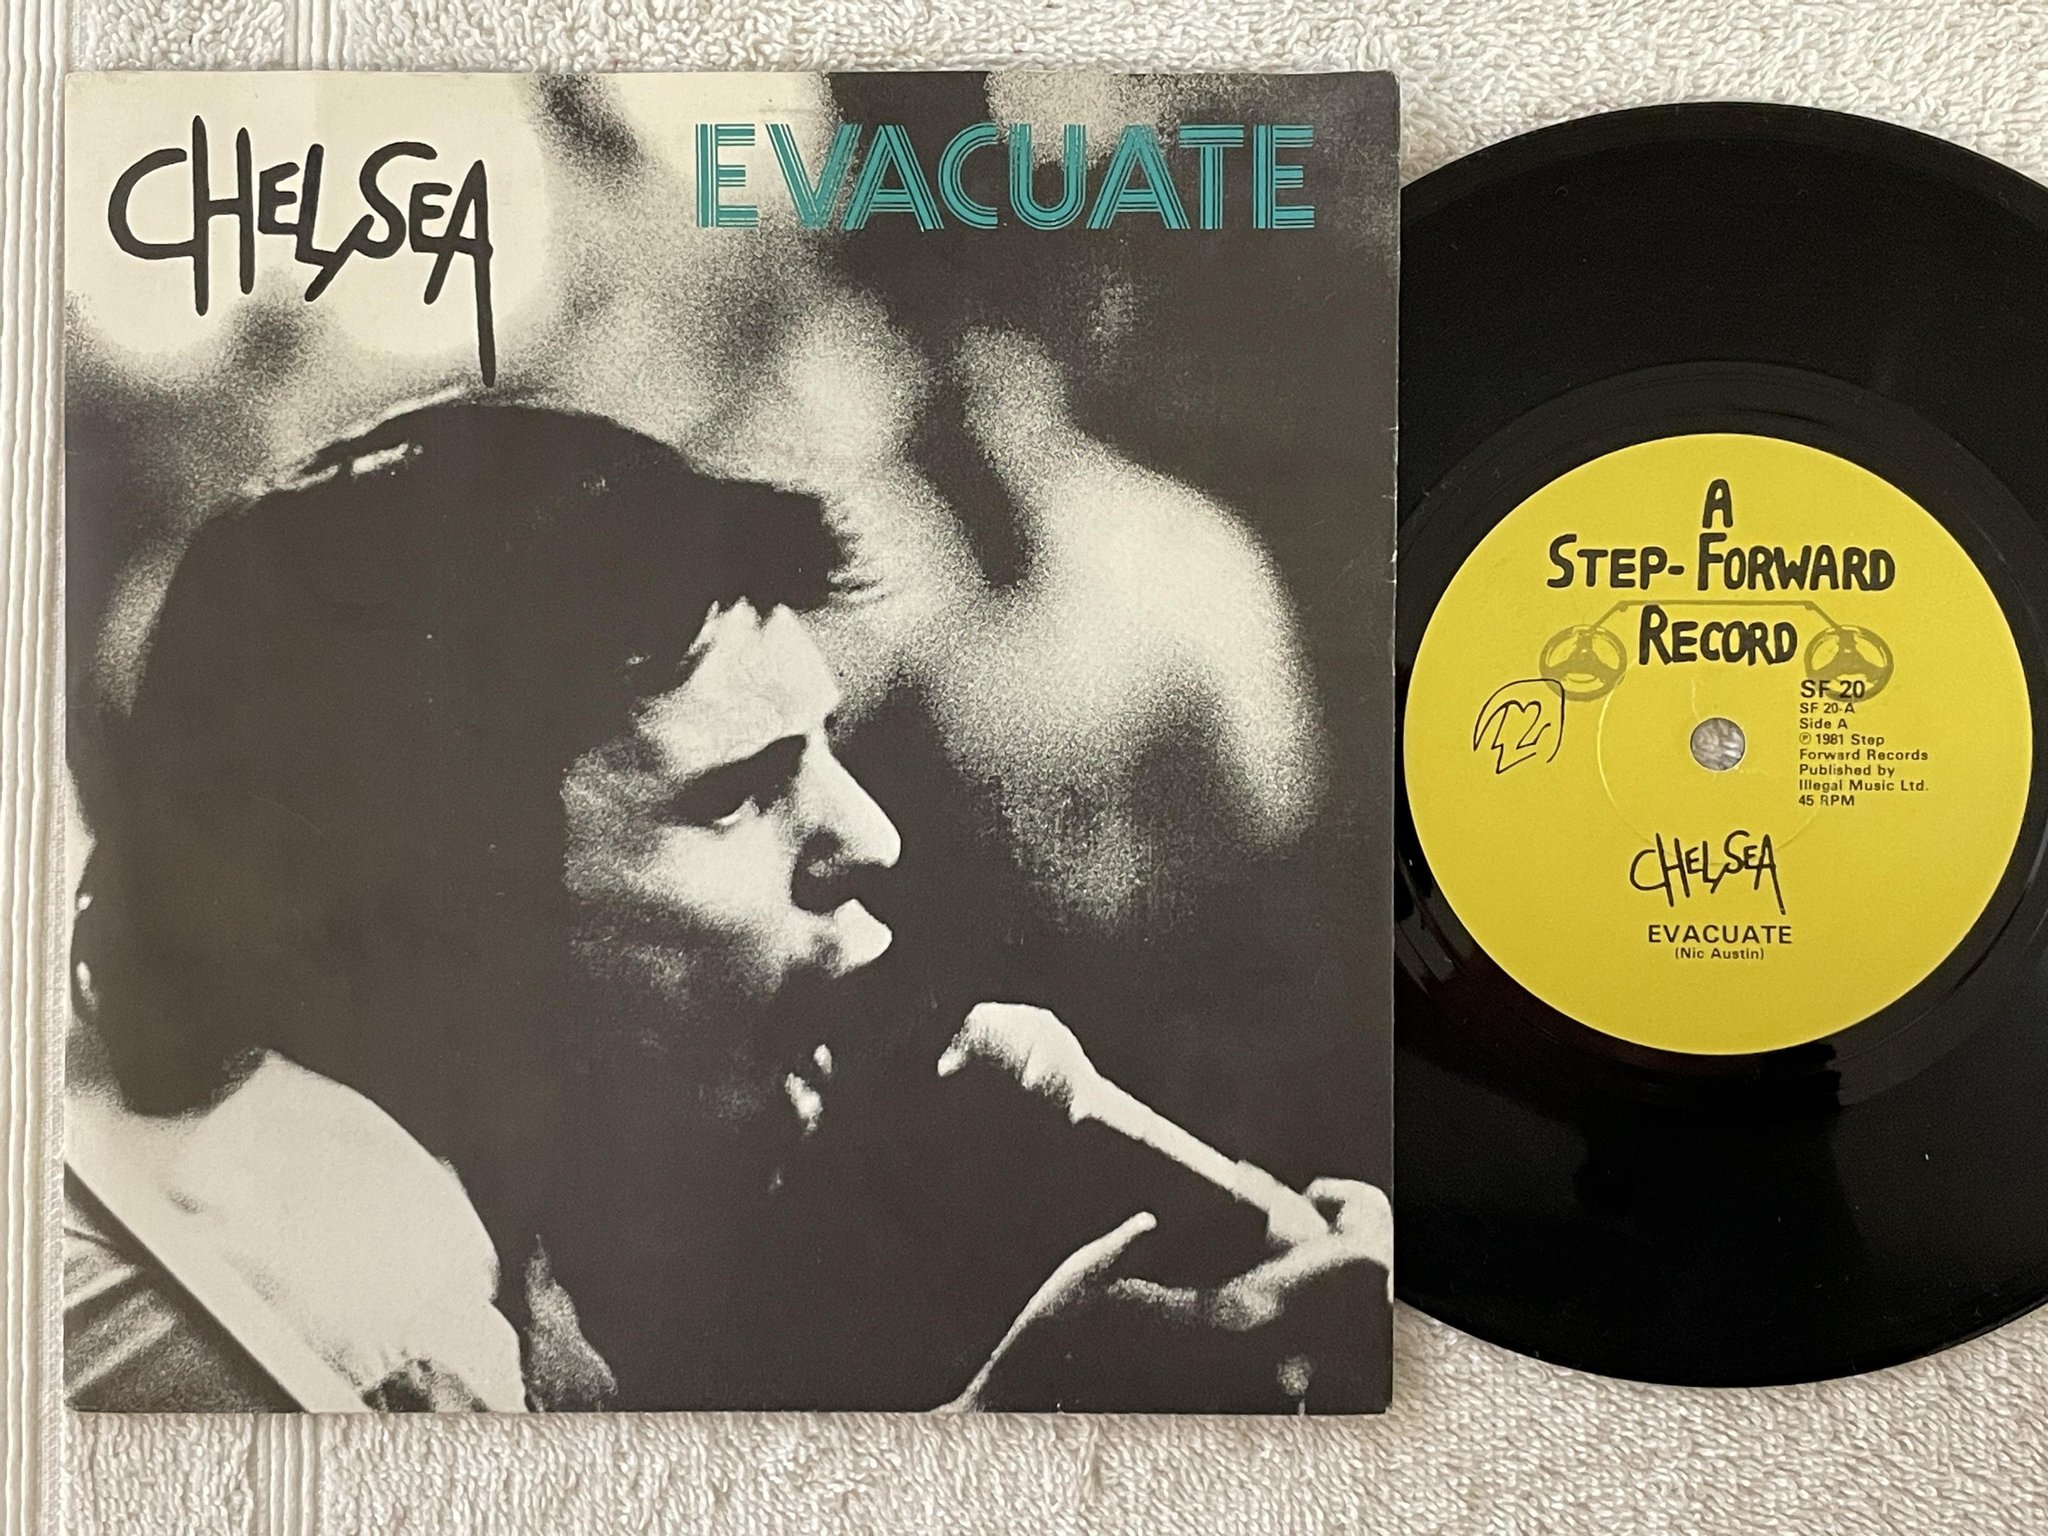 CHELSEA
EVACUATE
A
STEP-FORWARD
RECORD
SF 20
SF 20-A
Side A
℗ 1981 Step
Forward Records
Published by
Illegal Music Ltd.
45 RPM
CHELSEA
EVACUATE
(Nic Austin)